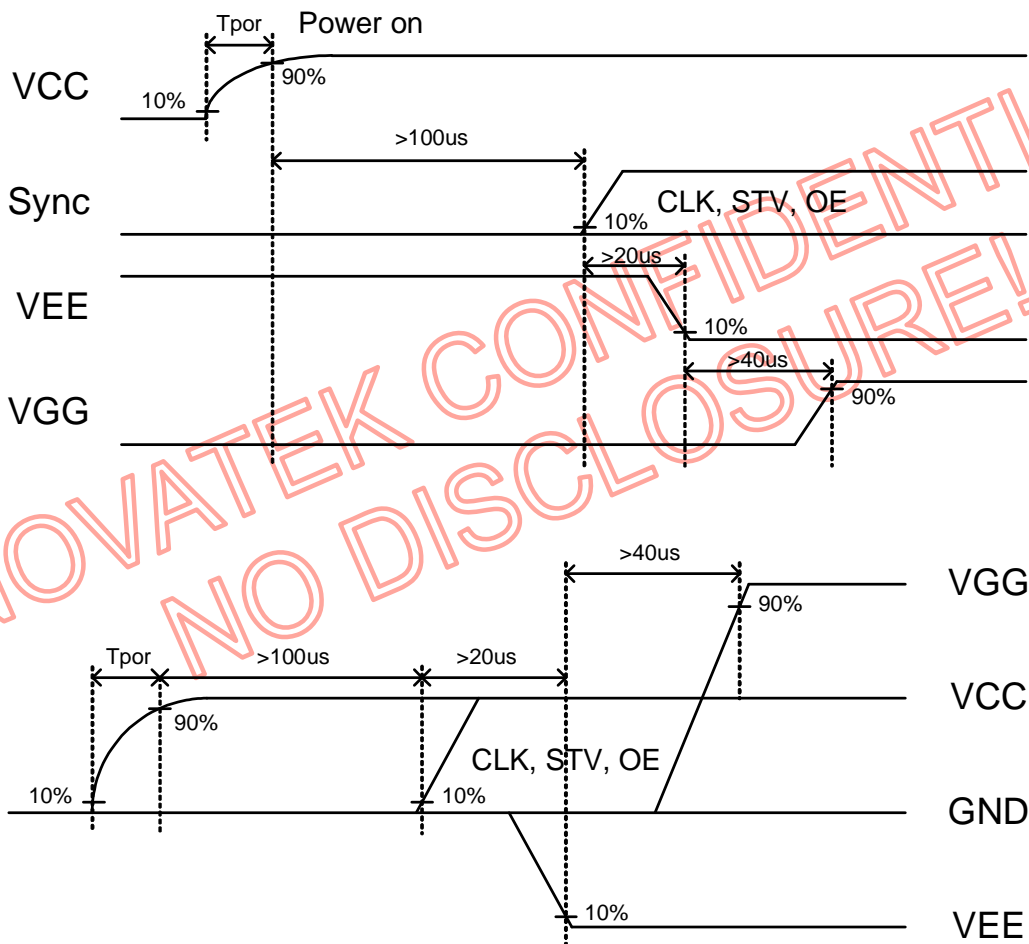 Tpor
Power on
VCC
10%
90%
>100us
Sync
CLK, STV, OE
10%
>20us
VEE
10%
>40us
VGG
90%
NOVATEK CONFIDENTI
NO DISCLOSURE!
>40us
VGG
90%
Tpor
>100us
>20us
VCC
90%
CLK, STV, OE
10%
10%
GND
10%
VEE